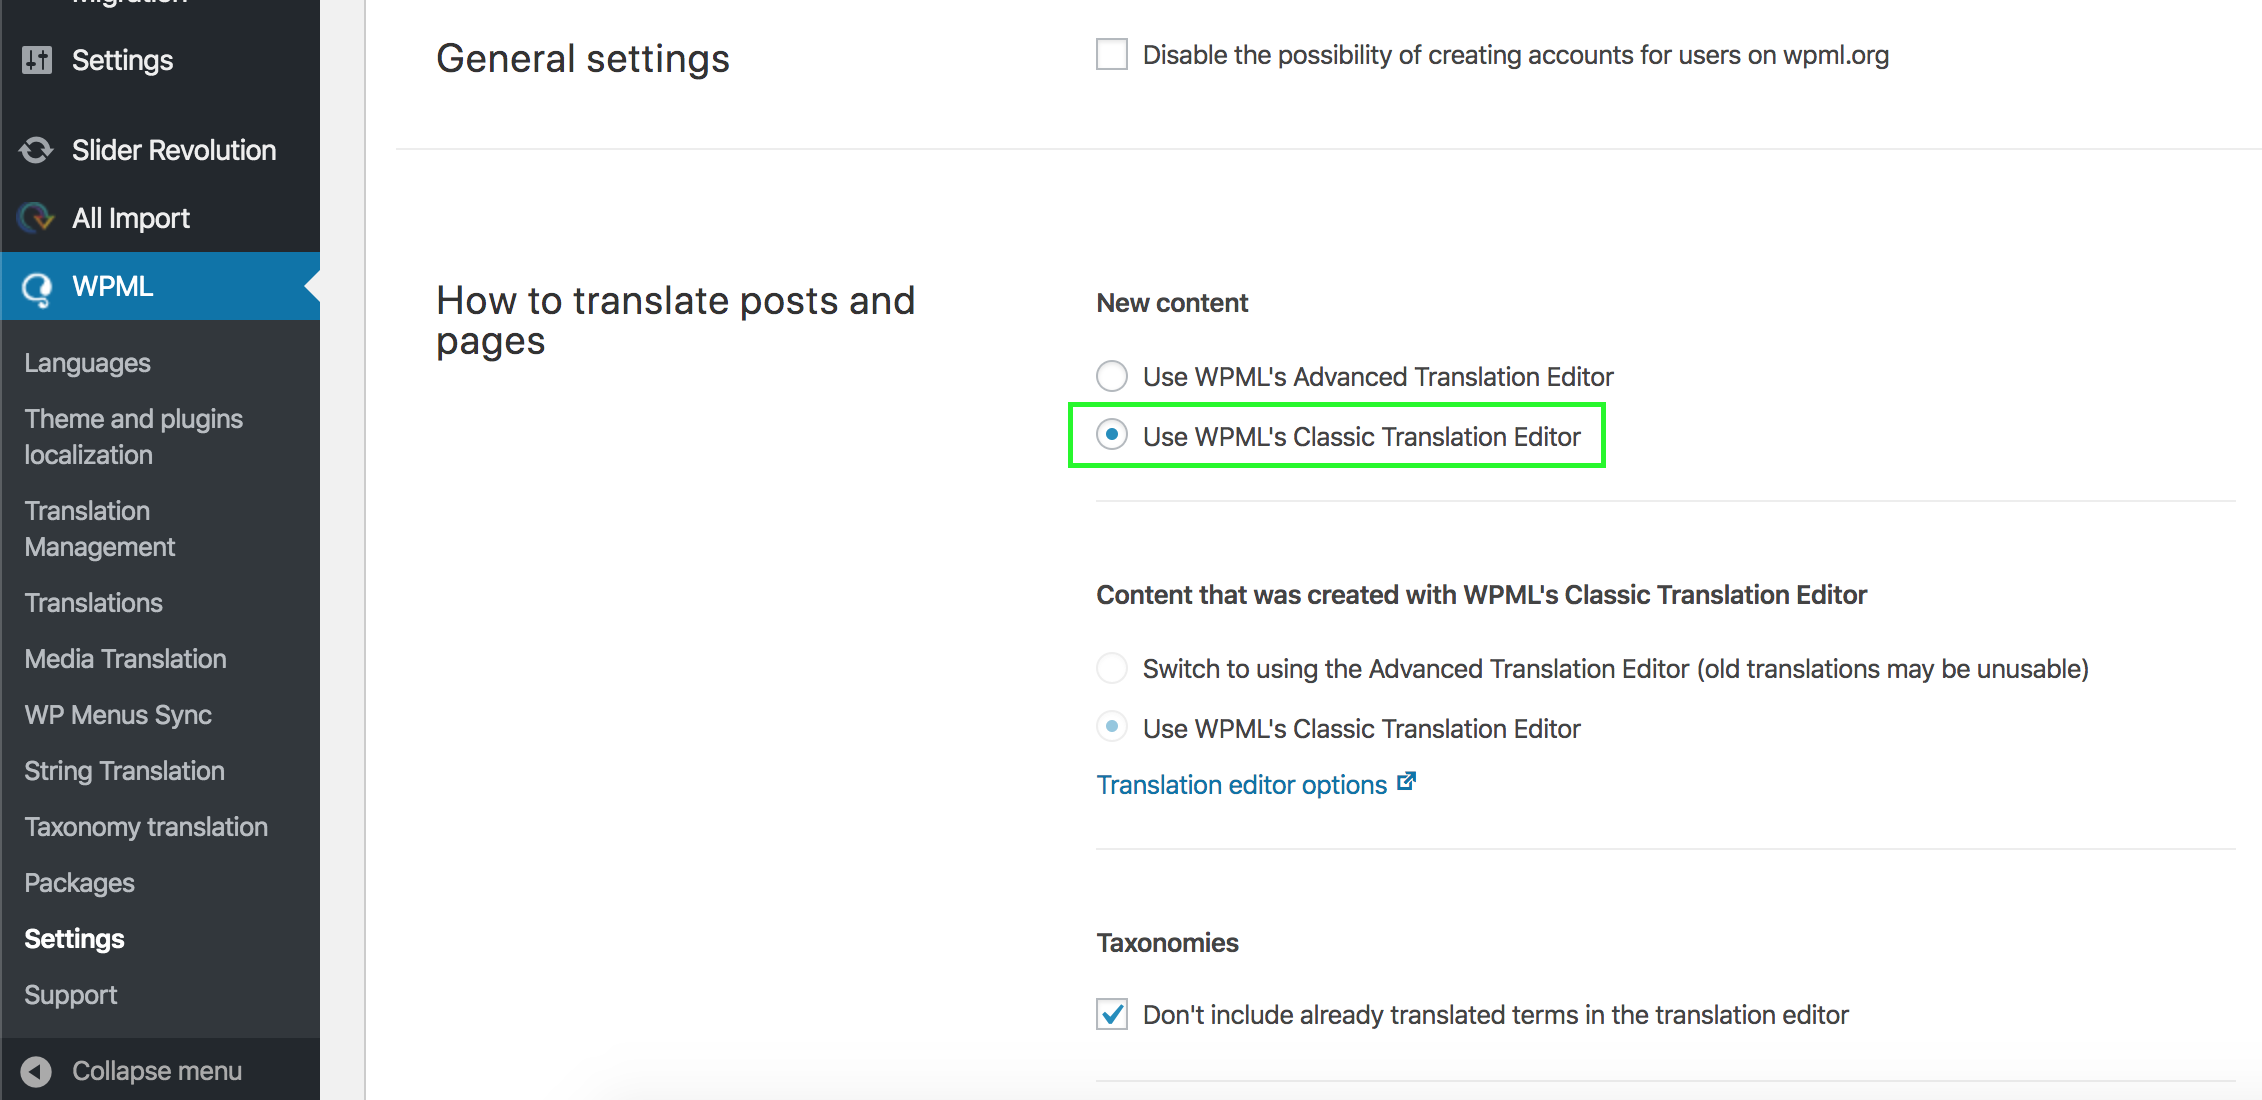 Migration
Settings
Slider Revolution
All Import
WPML
Languages
Theme and plugins
localization
Translation
Management
Translations
Media Translation
WP Menus Sync
String Translation
Taxonomy translation
Packages
Settings
Support
Collapse menu
General settings
Disable the possibility of creating accounts for users on wpml.org
How to translate posts and
pages
New content
Use WPML's Advanced Translation Editor
Use WPML's Classic Translation Editor
Content that was created with WPML's Classic Translation Editor
Switch to using the Advanced Translation Editor (old translations may be unusable)
Use WPML's Classic Translation Editor
Translation editor options
Taxonomies
Don't include already translated terms in the translation editor